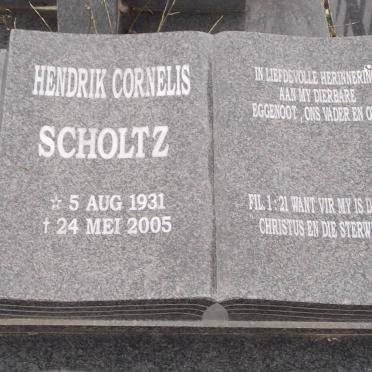 HENDRIK CORNELIS
SCHOLTZ
☆ 5 AUG 1931
† 24 MEI 2005
IN LIEFDEVOLLE HERINNERING
AAN MY DIERBARE
EGGENOOT , ONS VADER EN
FIL 1 : 21 WANT VIR MY IS
CHRISTUS EN DIE